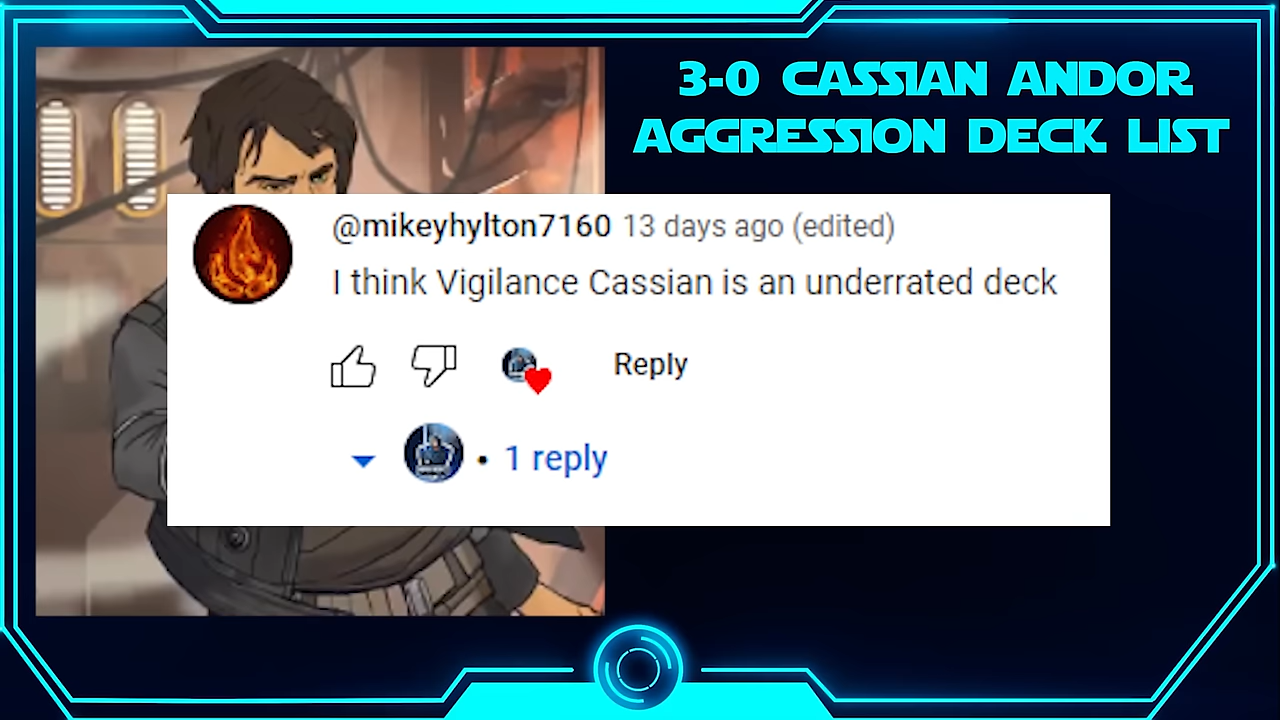 3-0 CASSIAN ANDOR
AGGRESSION DECK LIST
@mikeyhylton7160 13 days ago (edited)
I think Vigilance Cassian is an underrated deck
Reply
• 1 reply